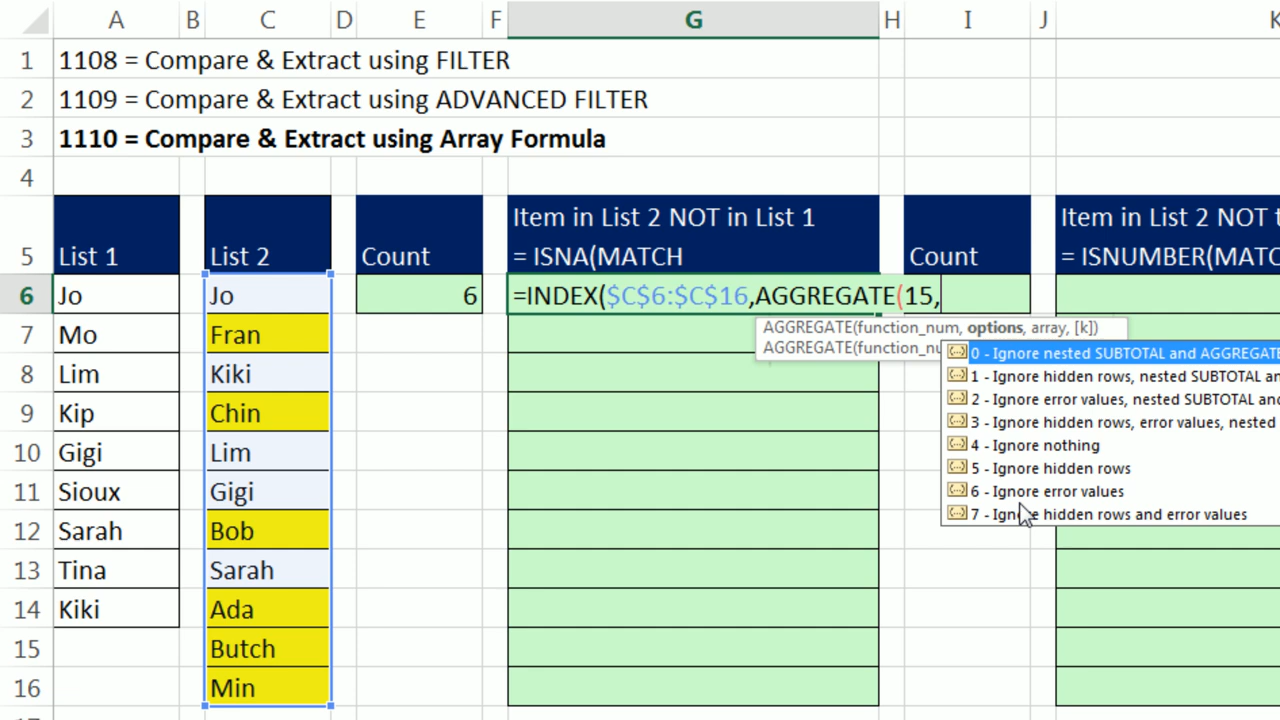 A B C D E F G H I J K
1 1108 = Compare & Extract using FILTER
2 1109 = Compare & Extract using ADVANCED FILTER
3 1110 = Compare & Extract using Array Formula
4
Item in List 2 NOT in List 1 Item in List 2 NOT
5 List 1 List 2 Count = ISNA(MATCH Count = ISNUMBER(MATC
6 Jo Jo 6 =INDEX($C$6:$C$16,AGGREGATE(15,
AGGREGATE(function_num, options, array, [k])
7 Mo Fran
AGGREGATE(function_nu
0 - Ignore nested SUBTOTAL and AGGREGATE
8 Lim Kiki 1 - Ignore hidden rows, nested SUBTOTAL an
2 - Ignore error values, nested SUBTOTAL and
9 Kip Chin 3 - Ignore hidden rows, error values, nested
4 - Ignore nothing
10 Gigi Lim
5 - Ignore hidden rows
11 Sioux Gigi 6 - Ignore error values
7 - Ignore hidden rows and error values
12 Sarah Bob
13 Tina Sarah
14 Kiki Ada
15 Butch
16 Min